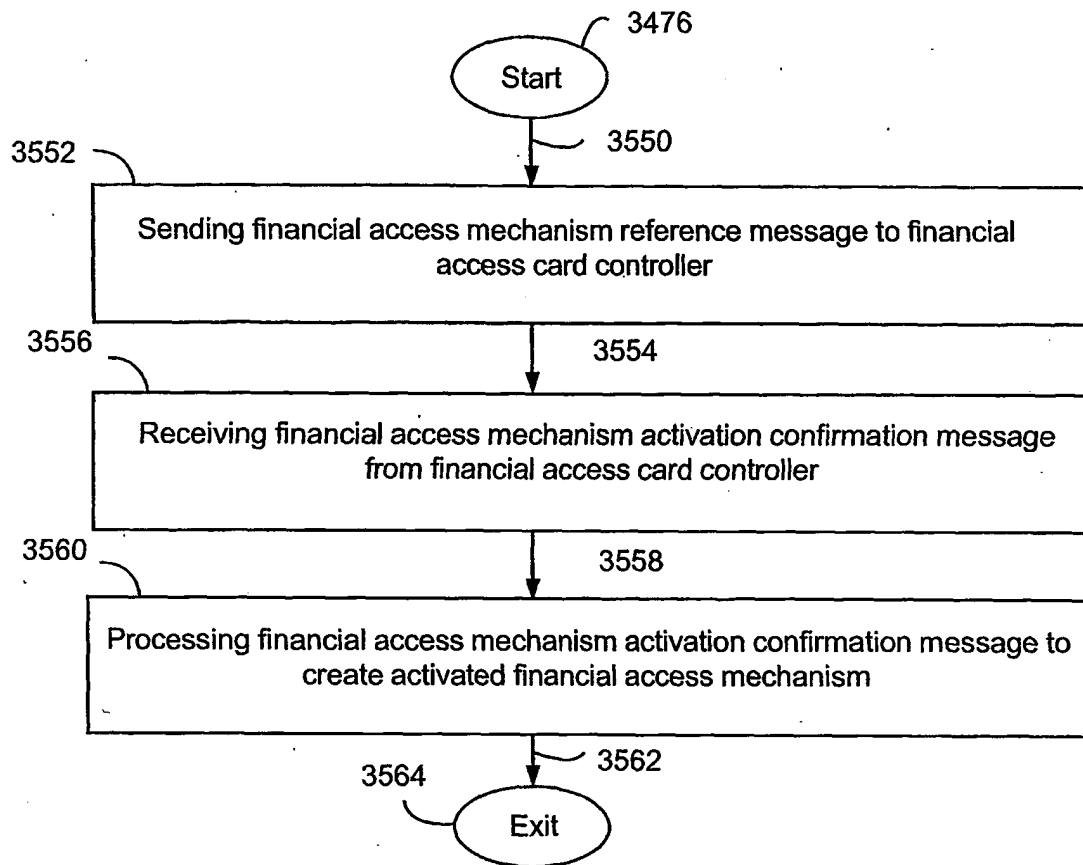 3476
Start
3550
3552
Sending financial access mechanism reference message to financial
access card controller
3554
3556
Receiving financial access mechanism activation confirmation message
from financial access card controller
3558
3560
Processing financial access mechanism activation confirmation message to
create activated financial access mechanism
3562
3564
Exit